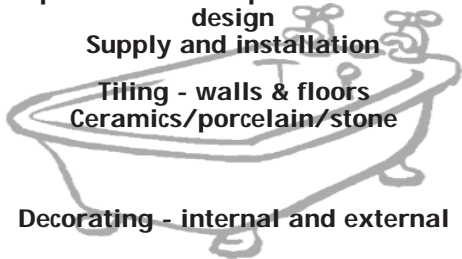 design
Supply and installation
Tiling - walls & floors
Ceramics/porcelain/stone
Decorating - internal and external